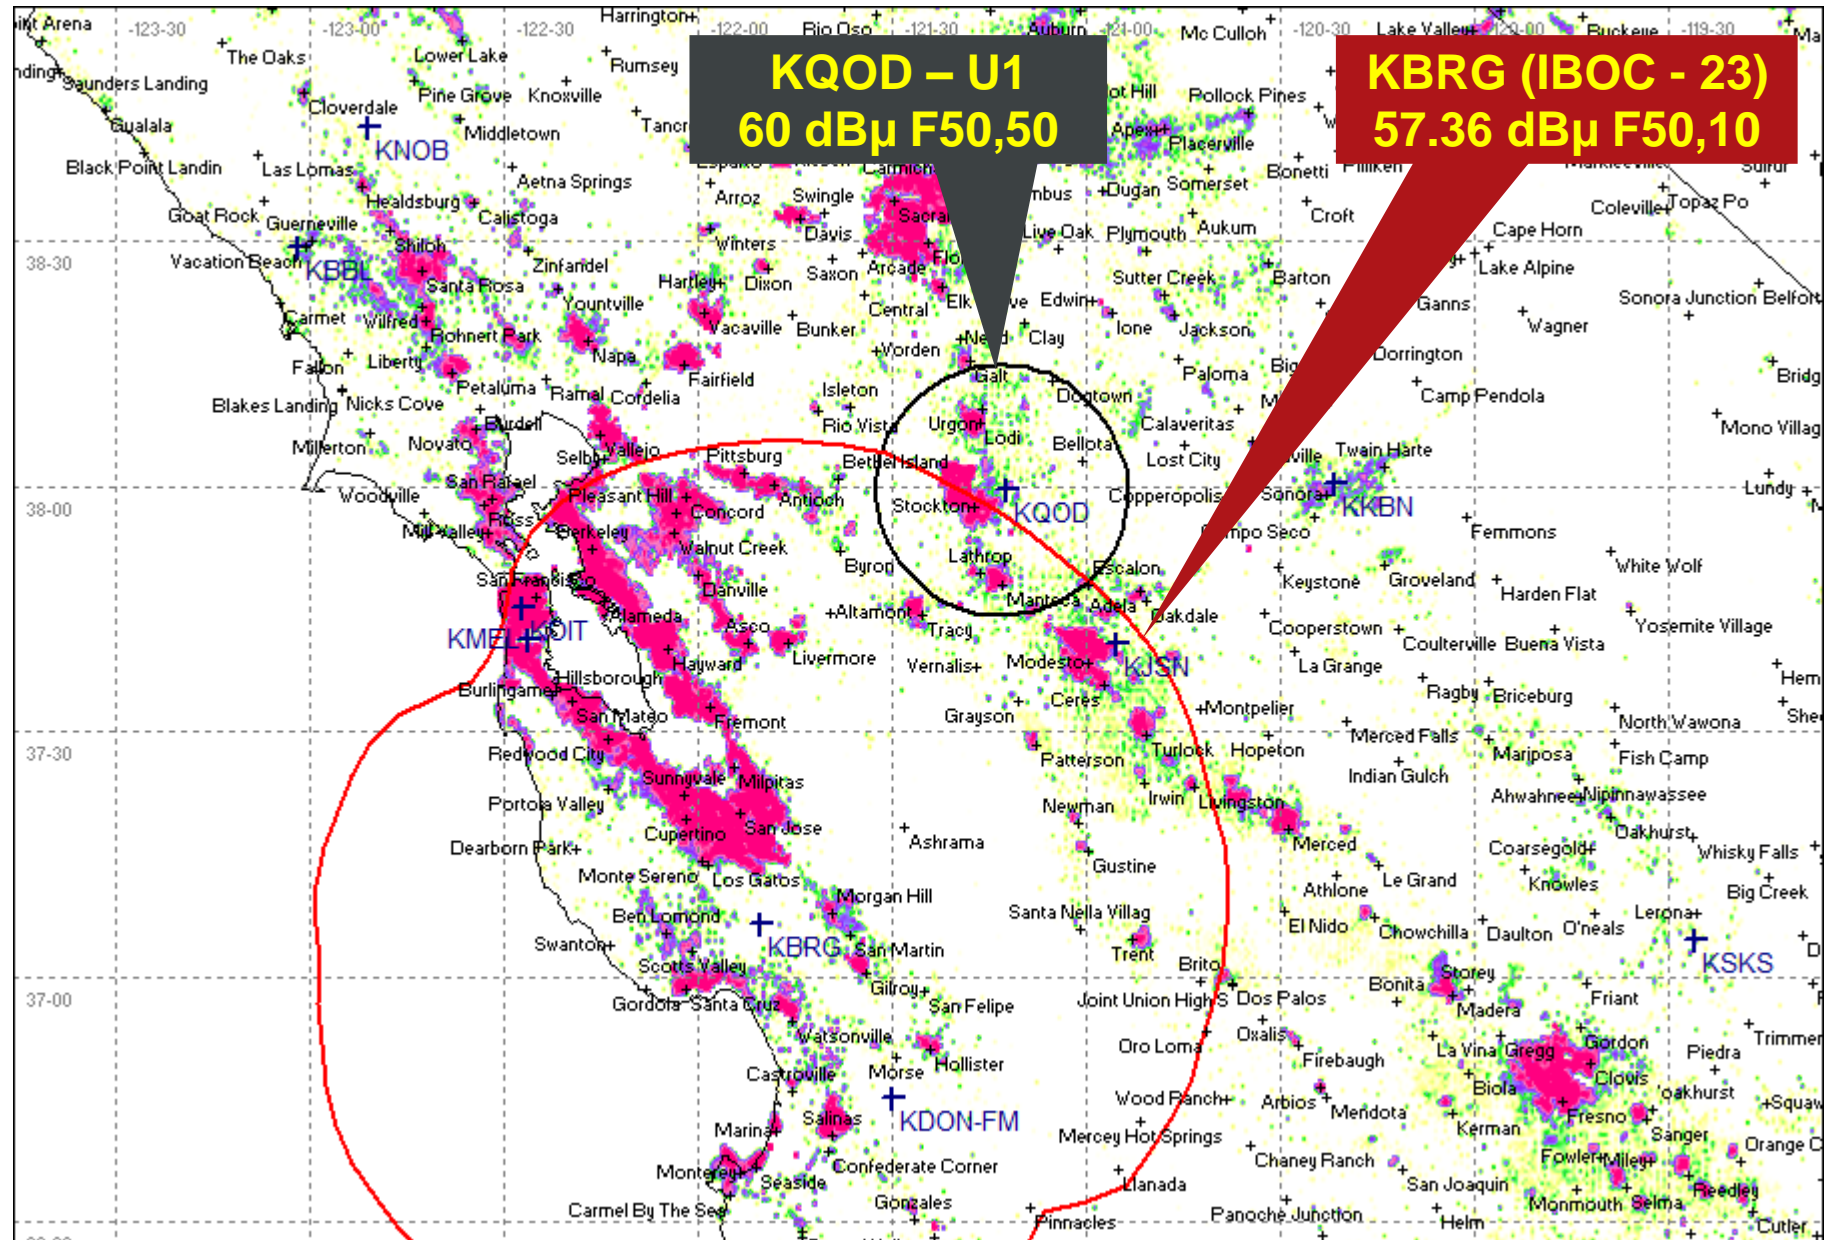 -123-30
-123-00
-122-30
Harrington
-122-00
Rio Oso
-121-30
Auburn
-121-00
Mc Culloh
-120-30
Lake Valley
-120-00
Buckeye
-119-30
The Oaks
Lower Lake
Rumsey
Saunders Landing
Pine Grove
Knoxville
KQOD – U1
60 dBµ F50,50
KBRG (IBOC - 23)
57.36 dBµ F50,10
Pollock Pines
Cloverdale
Gualala
Middletown
Apex
Placerville
KNOB
Black Point Landin
Las Lomas
Aetna Springs
Bonetti
Dugan
Somerset
Healdsburg
Arroz
Swingle
Croft
Coleville
Topaz Po
Goat Rock
Guerneville
Calistoga
Winters
Davis
Live Oak
Plymouth
Aukum
Cape Horn
Shiloh
38-30
Vacation Beach
KBBL
Santa Rosa
Zinfandel
Hartley
Dixon
Saxon
Arcade
Sutter Creek
Barton
Lake Alpine
Yountville
Central
Edwin
Ganns
Sonora Junction
Belfort
Carmet
Wilfred
Rohnert Park
Vacaville
Bunker
Clay
Ione
Jackson
Wagner
Fallon
Liberty
Napa
Vorden
Dorrington
Petaluma
Ramal
Cordelia
Fairfield
Isleton
Galt
Dogtown
Paloma
Camp Pendola
Blakes Landing
Nicks Cove
Burdell
Rio Vista
Urgon
Lodi
Calaveritas
Millerton
Novato
Vallejo
Selby
Pittsburg
Bethel Island
Bellota
Lost City
Twain Harte
San Rafael
Woodville
Pleasant Hill
Antioch
Copperopolis
Sonora
Lundy
38-00
Ross
Concord
Stockton
KQOD
KKBN
Mill Valley
Berkeley
Walnut Creek
Femmons
Byron
Lathrop
Escalon
White Wolf
San Francisco
Danville
Keystone
Groveland
Harden Flat
Alameda
Altamont
Manteca
Adela
Oakdale
KMEL
KOIT
Asco
Tracy
Cooperstown
Coulterville
Buena Vista
Yosemite Village
Hayward
Livermore
Vernalis
Modesto
KJSN
La Grange
Burlingame
Hillsborough
Ceres
Ragby
Briceburg
San Mateo
Fremont
Grayson
Montpelier
North Wawona
37-30
Redwood City
Patterson
Turlock
Hopeton
Merced Falls
Mariposa
Fish Camp
Sunnyvale
Milpitas
Indian Gulch
Portola Valley
Newman
Irwin
Livingston
Ahwahnee
Nipinnawassee
Cupertino
San Jose
Oakhurst
Dearborn Park
Ashrama
Merced
Coarsegold
Whisky Falls
Gustine
Monte Sereno
Los Gatos
Le Grand
Athlone
Knowles
Big Creek
Morgan Hill
Ben Lomond
Santa Nella Villag
El Nido
Chowchilla
Daulton
O'neals
Lerona
Swanton
KBRG
San Martin
Trent
Brito
KSKS
Scotts Valley
Storey
37-00
Gordola
Santa Cruz
Gilroy
San Felipe
Joint Union High S
Dos Palos
Bonita
Madera
Friant
Watsonville
Oro Loma
Oxalis
Firebaugh
La Vina
Gregg
Gordon
Piedra
Trimmer
Castroville
Morse
Hollister
Biola
Clovis
Salinas
KDON-FM
Wood Ranch
Arbios
Mendota
Fresno
Marina
Mercey Hot Springs
Kerman
Sanger
Monterey
Seaside
Confederate Corner
Chaney Ranch
Fowler
Miley
Llanada
San Joaquin
Reedley
Carmel By The Sea
Gonzales
Pinnacles
Panoche Junction
Helm
Monmouth
Selma
Cutler